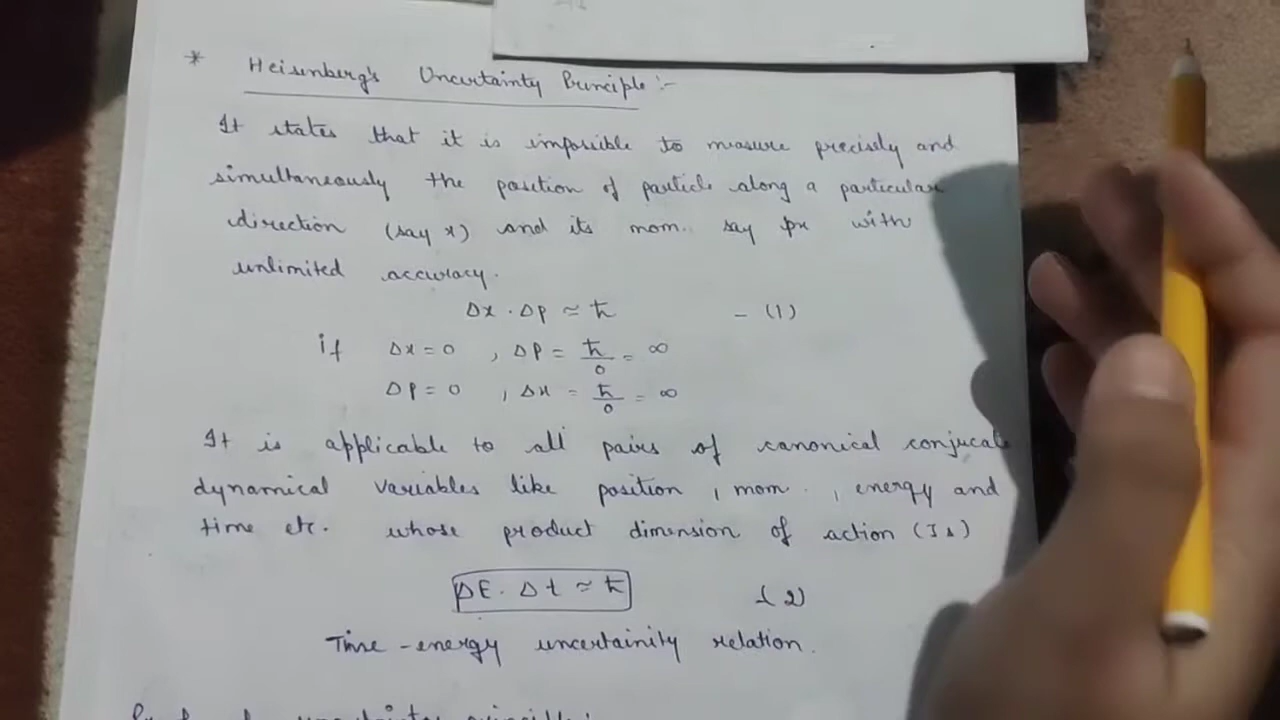 * Heisenberg's Uncertainty Principle :-
It states that it is impossible to measure precisely and
simultaneously the position of particle along a particular
direction (say x) and its mom. say px with
unlimited accuracy.
Δx . Δp ≈ ℏ - (1)
if Δx = 0 , ΔP = ℏ/0 = ∞
Δp = 0 , Δx = ℏ/0 = ∞
It is applicable to all pairs of canonical conjucate
dynamical variables like position , mom. , energy and
time etc. whose product dimension of action (Js)
ΔE . Δt ≈ ℏ -(2)
Time - energy uncertainity relation.